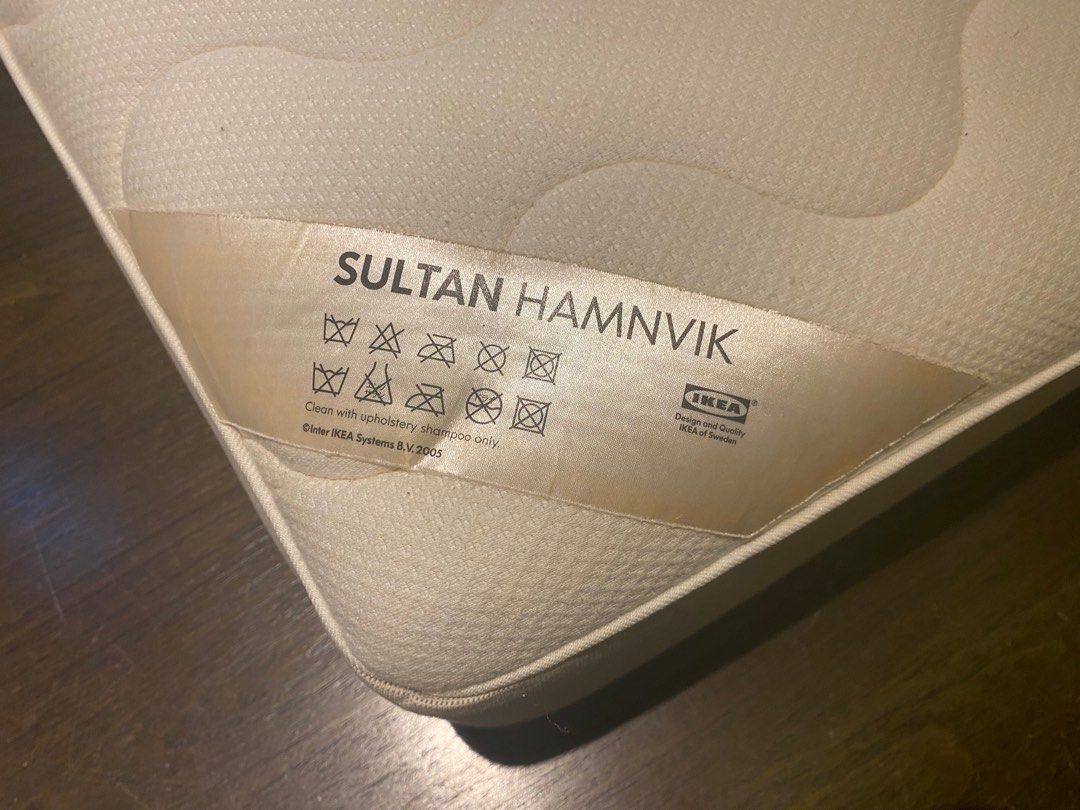 SULTAN HAMNVIK
Clean with upholstery shampoo only.
©Inter IKEA Systems B.V. 2005
IKEA®
Design and Quality
IKEA of Sweden